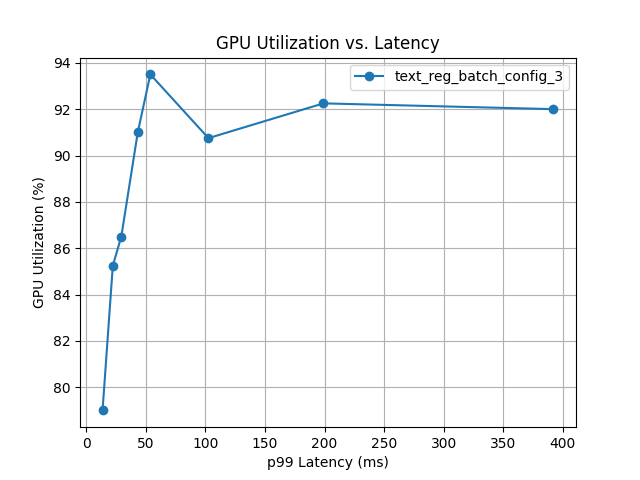 GPU Utilization vs. Latency
text_reg_batch_config_3
GPU Utilization (%)
94
92
90
88
86
84
82
80
0 50 100 150 200 250 300 350 400
p99 Latency (ms)